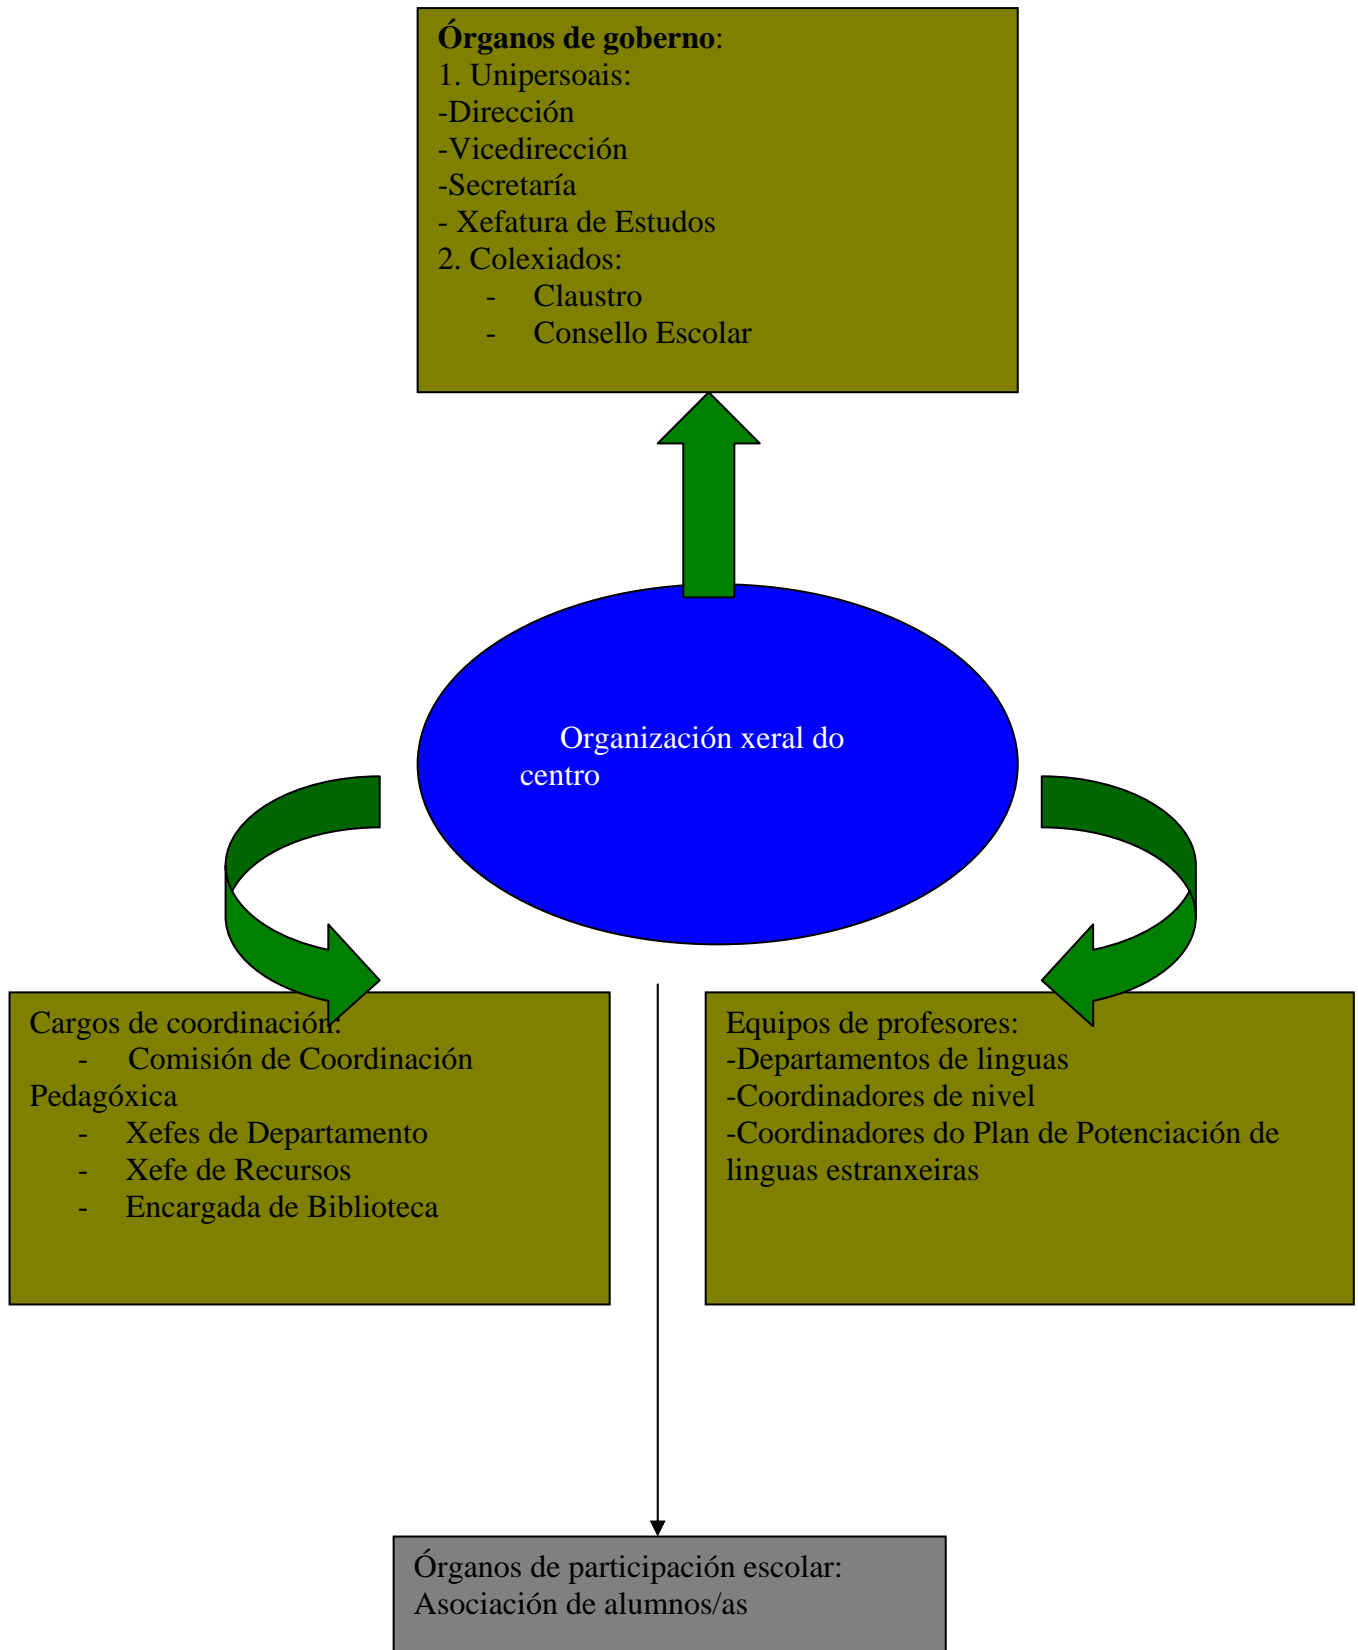 Órganos de goberno:
1. Unipersoais:
-Dirección
-Vicedirección
-Secretaría
- Xefatura de Estudos
2. Colexiados:
- Claustro
- Consello Escolar
Organización xeral do
centro
Cargos de coordinación:
- Comisión de Coordinación
Pedagóxica
- Xefes de Departamento
- Xefe de Recursos
- Encargada de Biblioteca
Equipos de profesores:
-Departamentos de linguas
-Coordinadores de nivel
-Coordinadores do Plan de Potenciación de
linguas estranxeiras
Órganos de participación escolar:
Asociación de alumnos/as